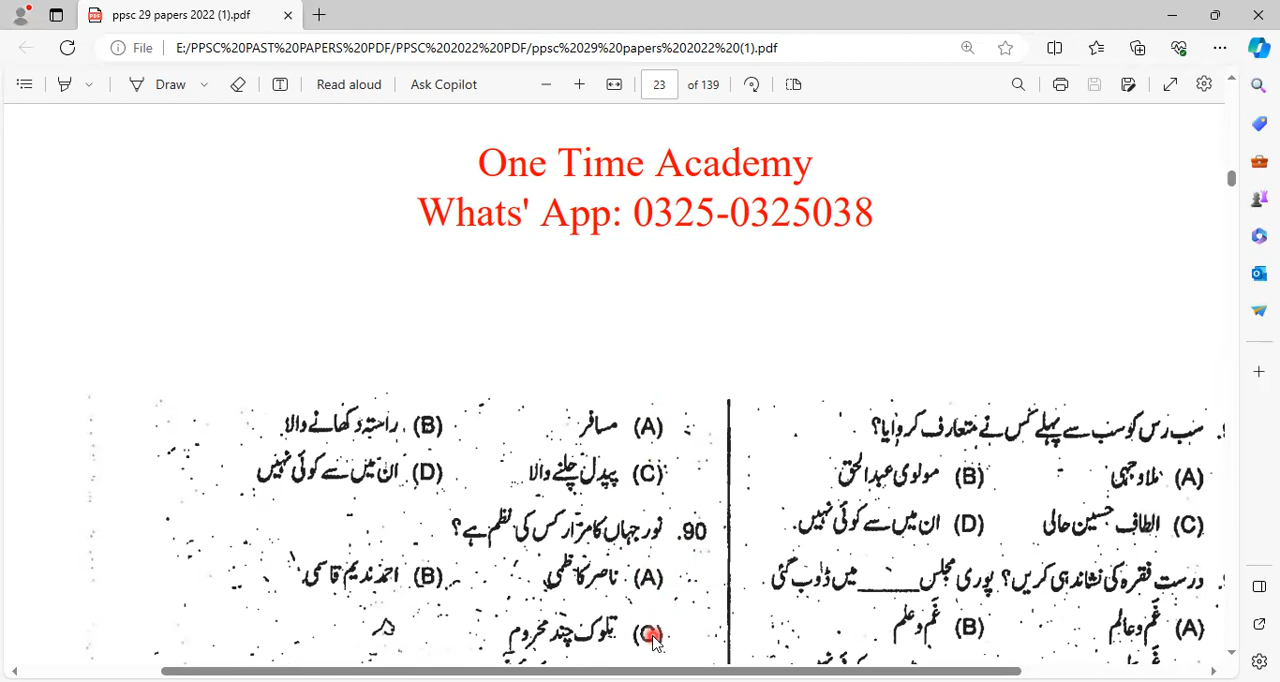 ppsc 29 papers 2022 (1).pdf
File
E:/PPSC%20PAST%20PAPERS%20PDF/PPSC%202022%20PDF/ppsc%2029%20papers%202022%20(1).pdf
Draw
Read aloud
Ask Copilot
23
of 139
One Time Academy
Whats' App: 0325-0325038
سب رس کو سب سے پہلے کس نے متعارف کروایا؟
(A) ملا وجہی (B) مولوی عبدالحق
(C) الطاف حسین حالی (D) ان میں سے کوئی نہیں.
درست فقرہ کی نشاندہی کریں؟ پوری مجلس _____ میں ڈوب گئی
(A) غم و عالم (B) غم و علم
(A) مسافر (B) راستہ دکھانے والا
(C) پیدل چلنے والا (D) ان میں سے کوئی نہیں
90. نور جہاں کا مزار کس کی نظم ہے؟
(A) ناصر کاظمی (B) احمد ندیم قاسمی
(C) تلوک چند محروم